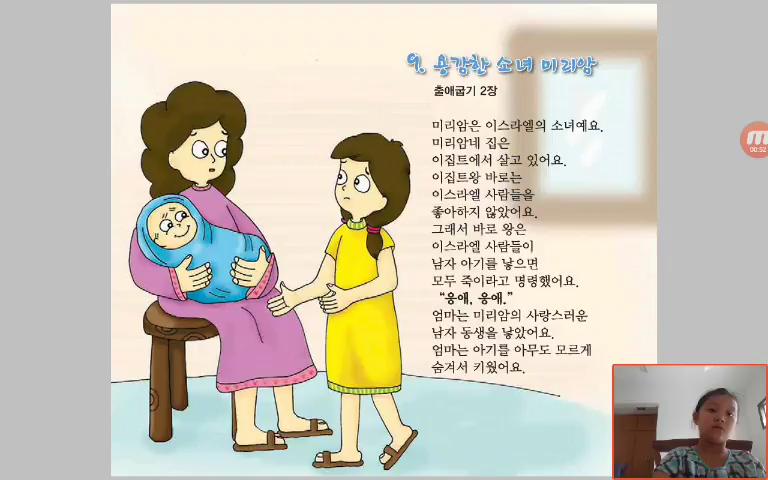 9.용감한 소녀 미리암
출애굽기 2장
미리암은 이스라엘의 소녀예요.
미리암네 집은
이집트에서 살고 있어요.
이집트왕 바로는
이스라엘 사람들을
좋아하지 않았어요.
그래서 바로 왕은
이스라엘 사람들이
남자 아기를 낳으면
모두 죽이라고 명령했어요.
“응애, 응애.”
엄마는 미리암의 사랑스러운
남자 동생을 낳았어요.
엄마는 아기를 아무도 모르게
숨겨서 키웠어요.
00:52